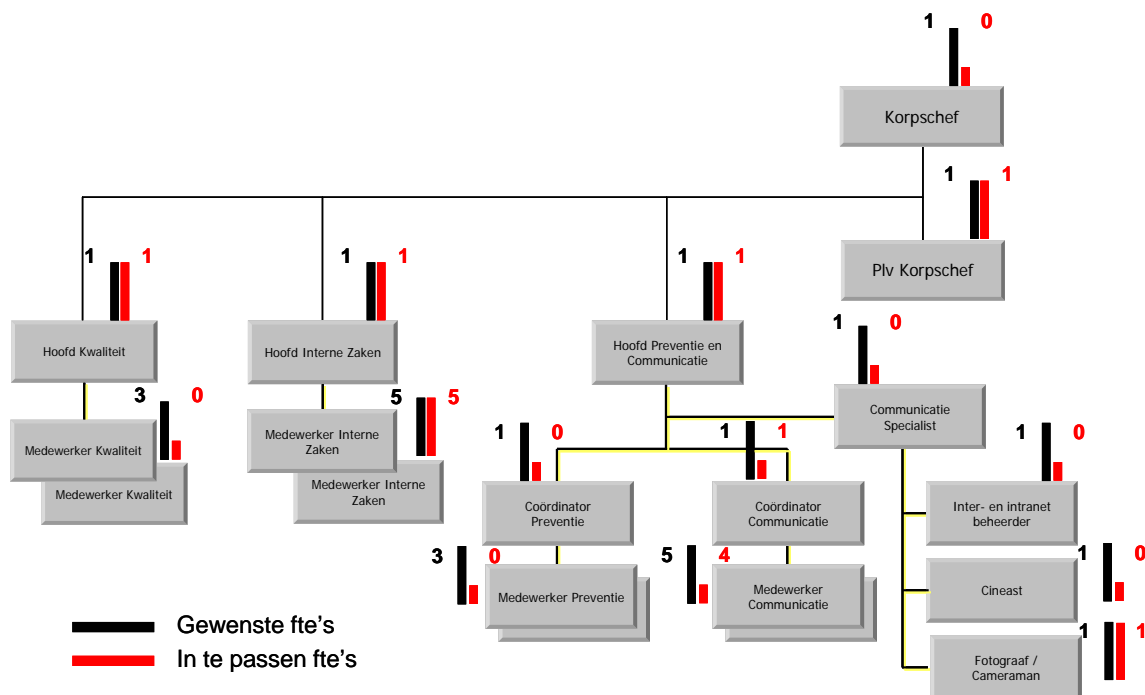 1 0
Korpschef
1 1
Plv Korpschef
1 1
Hoofd Kwaliteit
3 0
Medewerker Kwaliteit
Medewerker Kwaliteit
1 1
Hoofd Interne Zaken
5 5
Medewerker Interne
Zaken
Medewerker Interne
Zaken
1 1
Hoofd Preventie en
Communicatie
1 0
Communicatie
Specialist
1 0
Coördinator
Preventie
3 0
Medewerker Preventie
1 1
Coördinator
Communicatie
5 4
Medewerker
Communicatie
1 0
Inter- en intranet
beheerder
1 0
Cineast
1 1
Fotograaf /
Cameraman
Gewenste fte's
In te passen fte's